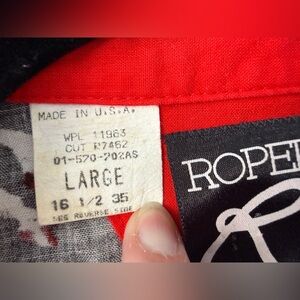 MADE IN U.S.A.
WPL 11963
CUT R7462
01-570-202AS
LARGE
16 1/2 35
SEE REVERSE SIDE
ROPER